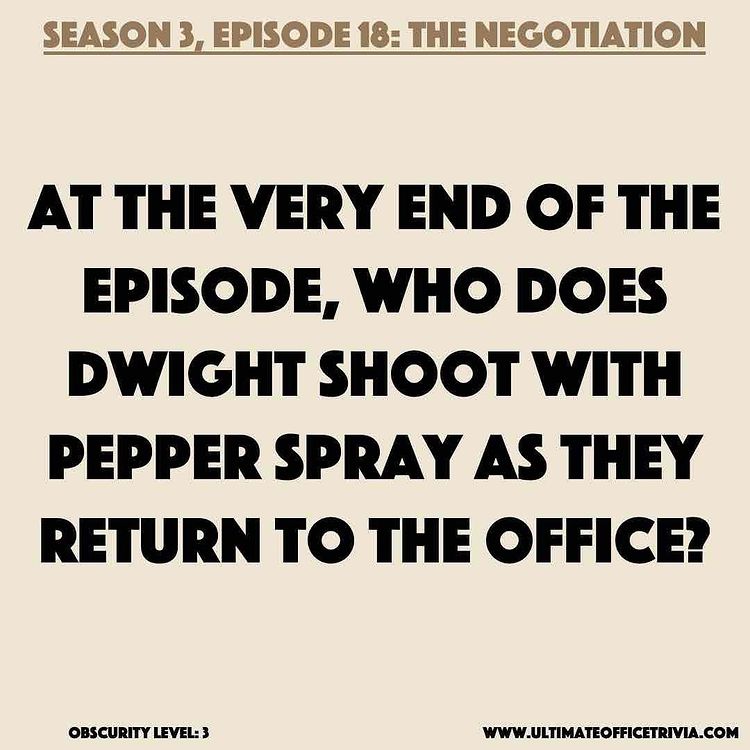 SEASON 3, EPISODE 18: THE NEGOTIATION
AT THE VERY END OF THE
EPISODE, WHO DOES
DWIGHT SHOOT WITH
PEPPER SPRAY AS THEY
RETURN TO THE OFFICE?
OBSCURITY LEVEL: 3
WWW.ULTIMATEOFFICETRIVIA.COM